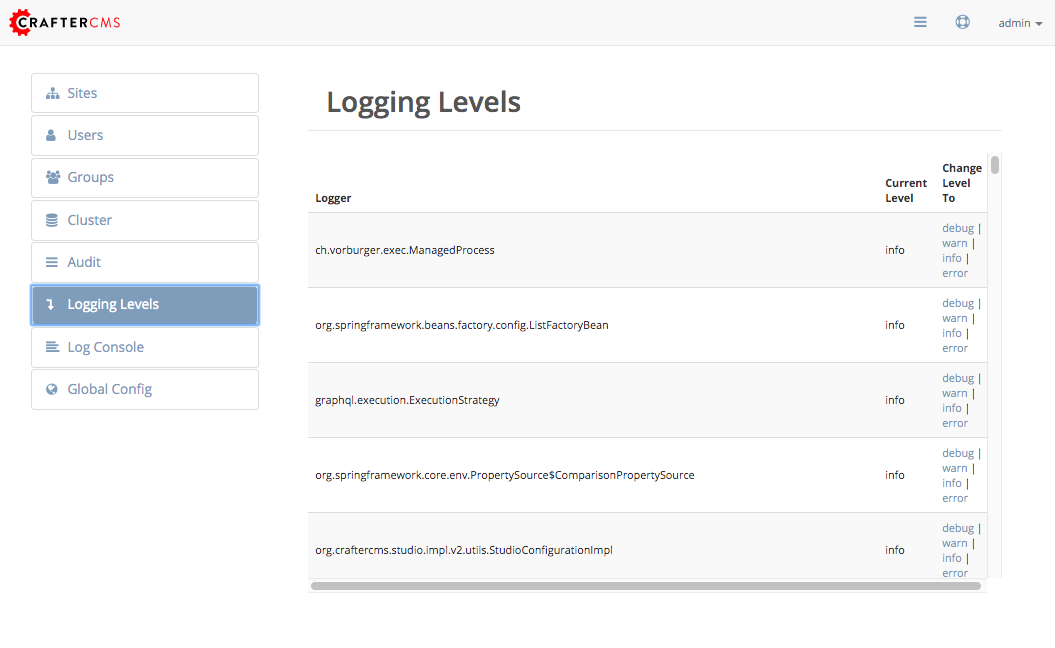 CRAFTERCMS
admin
Sites
Users
Groups
Cluster
Audit
Logging Levels
Log Console
Global Config
Logging Levels
Logger
Current
Level
Change
Level
To
ch.vorburger.exec.ManagedProcess
info
debug |
warn |
info |
error
org.springframework.beans.factory.config.ListFactoryBean
info
debug |
warn |
info |
error
graphql.execution.ExecutionStrategy
info
debug |
warn |
info |
error
org.springframework.core.env.PropertySource$ComparisonPropertySource
info
debug |
warn |
info |
error
org.craftercms.studio.impl.v2.utils.StudioConfigurationImpl
info
debug |
warn |
info |
error